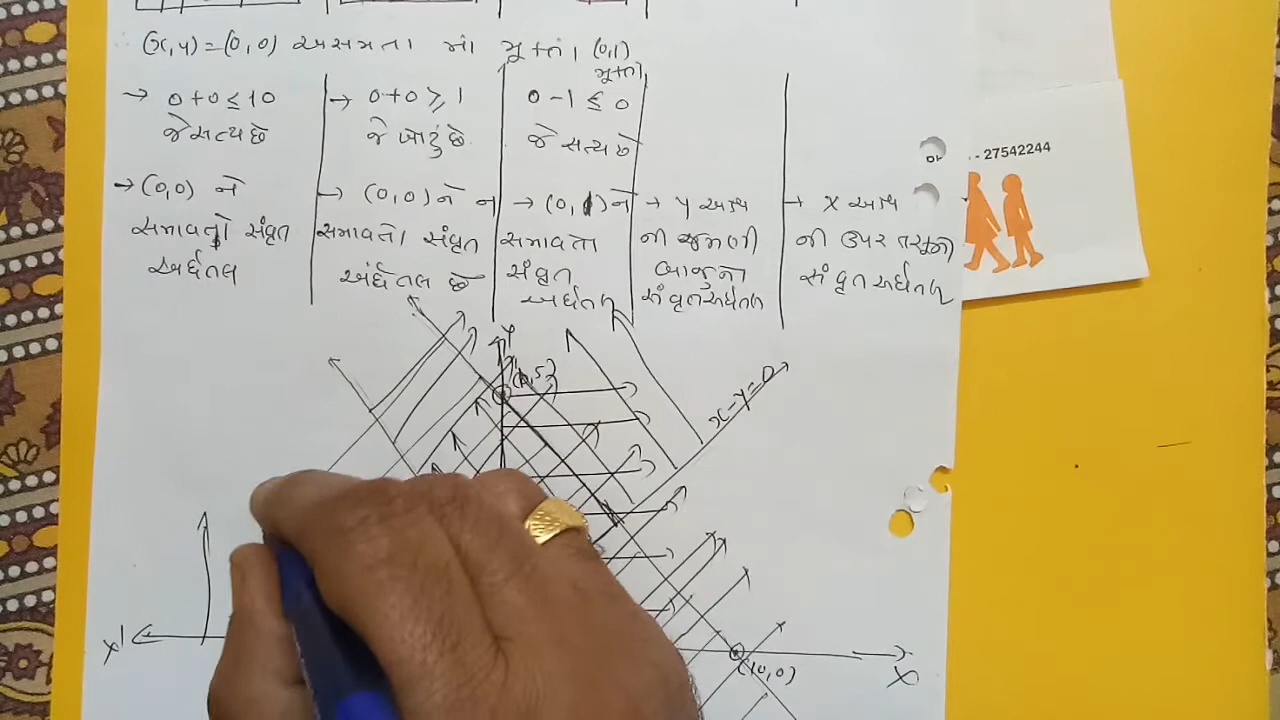 (x, y) = (0, 0) અસમતા માં મૂકતાં (0,1)
મૂકતાં
→ 0 + 0 ≤ 10
જે સત્ય છે
→ (0,0) ને
સમાવતો સંવૃત
અર્ધતલ
→ 0 + 0 ≥ 1
જે ખોટું છે.
→ (0,0) ને ન
સમાવતો સંવૃત
અર્ધતલ છે
0 - 1 ≤ 0
જે સત્ય છે
→ (0,1) ને
સમાવતો
સંવૃત
અર્ધતલ
→ y અક્ષ
ની જમણી
બાજુનો
સંવૃત અર્ધતલ
→ x અક્ષ
ની ઉપર તરફનો
સંવૃત અર્ધતલ
- 27542244
Y
x-y=0
X'
X
(10,0)